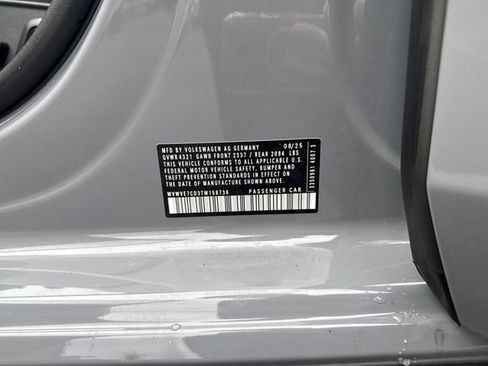 MFD BY VOLKSWAGEN AG GERMANY 08/25
GVWR 4321 GAWR FRONT 2337 / REAR 2094 LBS
THIS VEHICLE CONFORMS TO ALL APPLICABLE U.S.
FEDERAL MOTOR VEHICLE SAFETY, BUMPER AND
THEFT PREVENTION STANDARDS IN EFFECT ON THE
DATE OF MANUFACTURE SHOWN ABOVE.
WVWVE7CD3TW158736 PASSENGER CAR